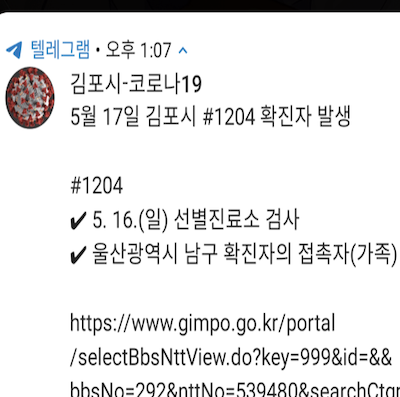 텔레그램 • 오후 1:07 ^
김포시-코로나19
5월 17일 김포시 #1204 확진자 발생
#1204
✔ 5. 16.(일) 선별진료소 검사
✔ 울산광역시 남구 확진자의 접촉자(가족)
https://www.gimpo.go.kr/portal
/selectBbsNttView.do?key=999&id=&&
bbsNo=292&nttNo=539480&searchCtgr